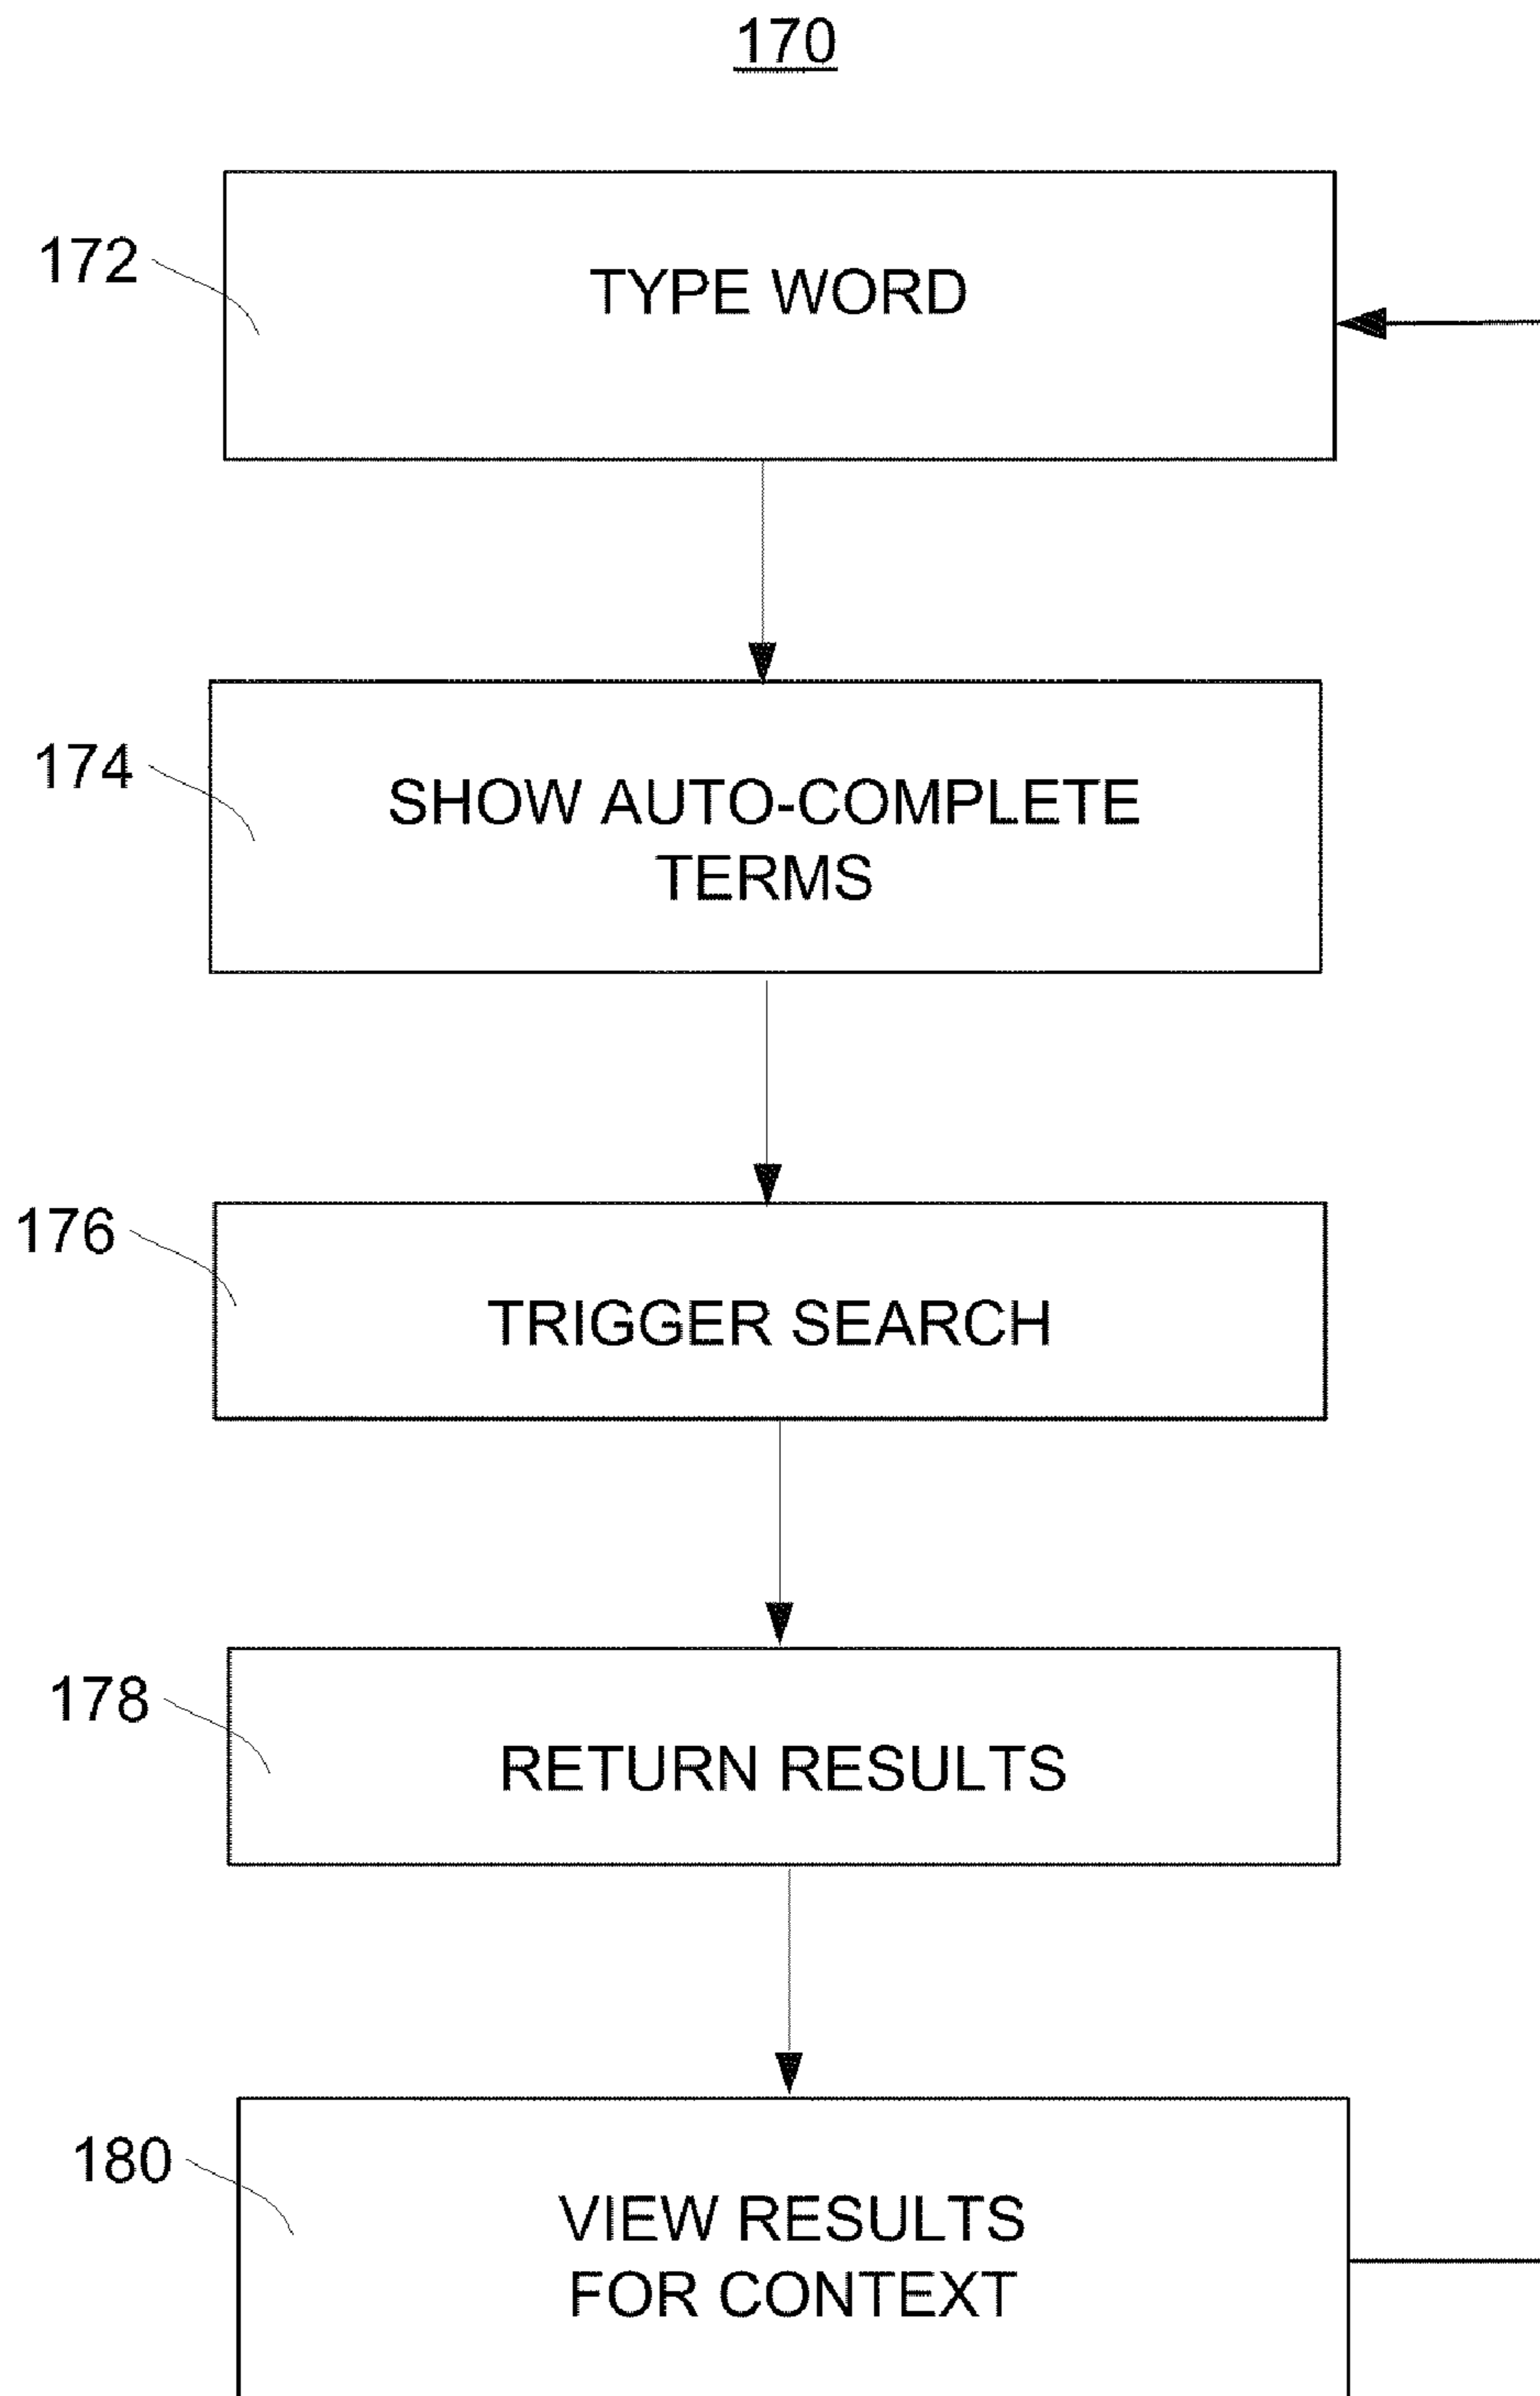 170
172
TYPE WORD
174
SHOW AUTO-COMPLETE
TERMS
176
TRIGGER SEARCH
178
RETURN RESULTS
180
VIEW RESULTS
FOR CONTEXT